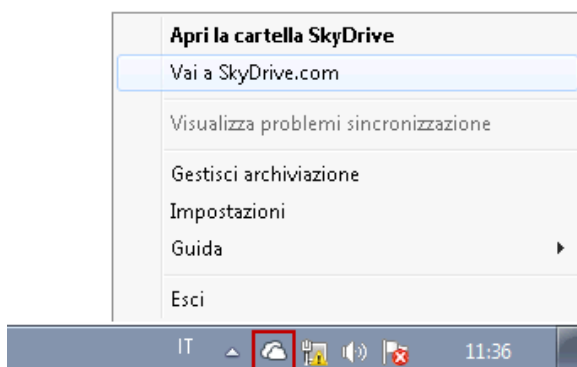 Apri la cartella SkyDrive
Vai a SkyDrive.com
Visualizza problemi sincronizzazione
Gestisci archiviazione
Impostazioni
Guida
Esci
IT 11:36